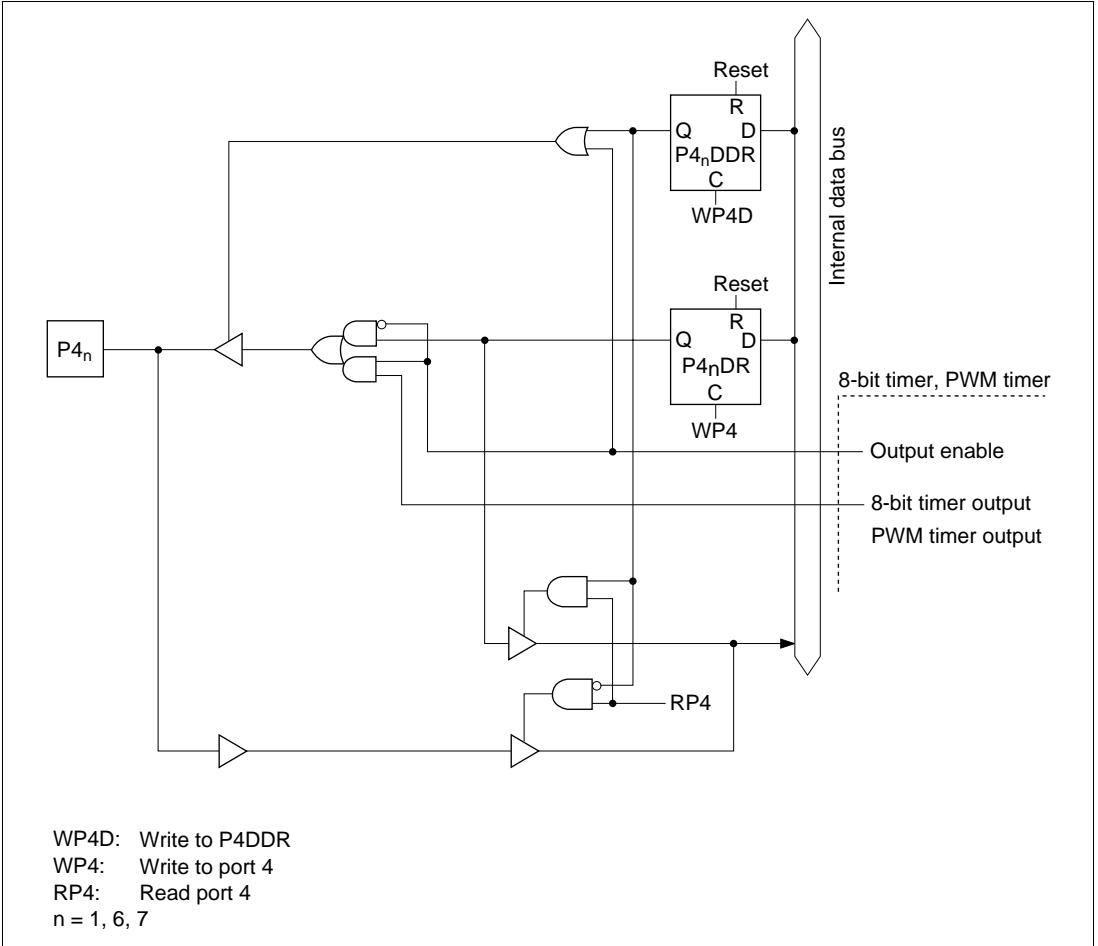 Reset
R
Q D
P4nDDR
C
WP4D
Internal data bus
Reset
R
Q D
P4nDR
C
WP4
P4n
8-bit timer, PWM timer
Output enable
8-bit timer output
PWM timer output
RP4
WP4D: Write to P4DDR
WP4: Write to port 4
RP4: Read port 4
n = 1, 6, 7